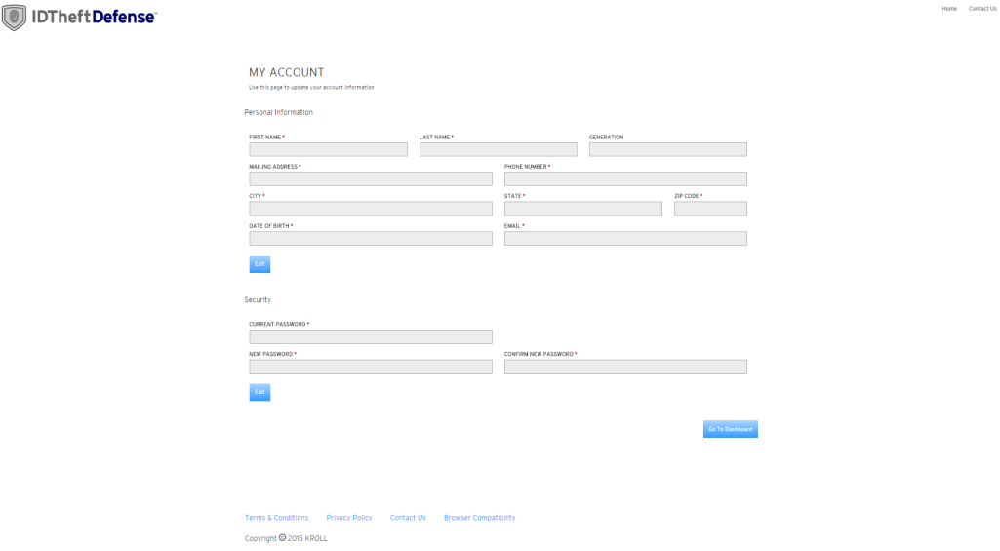 IDTheftDefense™
Home Contact Us
MY ACCOUNT
Use this page to update your account information
Personal Information
FIRST NAME * LAST NAME * GENERATION
MAILING ADDRESS * PHONE NUMBER *
CITY * STATE * ZIP CODE *
DATE OF BIRTH * EMAIL *
Edit
Security
CURRENT PASSWORD *
NEW PASSWORD * CONFIRM NEW PASSWORD *
Edit
Go To Dashboard
Terms & Conditions Privacy Policy Contact Us Browser Compatibility
Copyright © 2015 KROLL